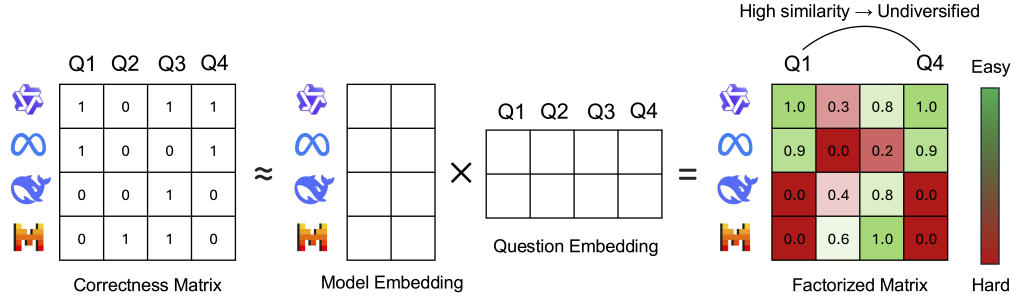 High similarity → Undiversified
Q1 Q2 Q3 Q4
1 0 1 1
1 0 0 1
0 0 1 0
0 1 1 0
Correctness Matrix
≈
Model Embedding
×
Q1 Q2 Q3 Q4
Question Embedding
=
Q1 Q4
1.0 0.3 0.8 1.0
0.9 0.0 0.2 0.9
0.0 0.4 0.8 0.0
0.0 0.6 1.0 0.0
Factorized Matrix
Easy
Hard